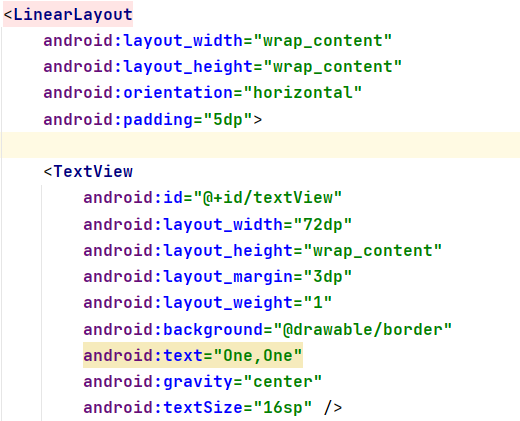 <LinearLayout
    android:layout_width="wrap_content"
    android:layout_height="wrap_content"
    android:orientation="horizontal"
    android:padding="5dp">

    <TextView
        android:id="@+id/textView"
        android:layout_width="72dp"
        android:layout_height="wrap_content"
        android:layout_margin="3dp"
        android:layout_weight="1"
        android:background="@drawable/border"
        android:text="One,One"
        android:gravity="center"
        android:textSize="16sp" />